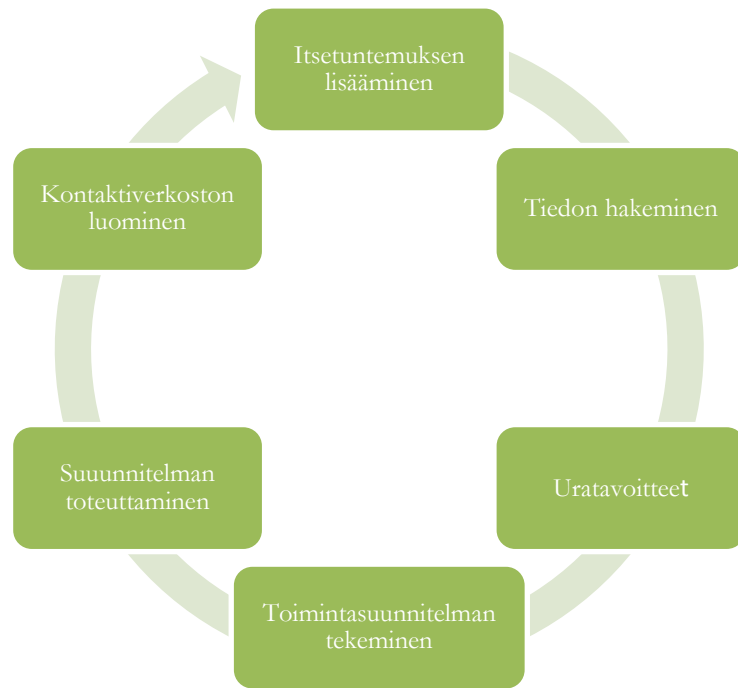 Itsetuntemuksen
lisääminen
Tiedon hakeminen
Uratavoitteet
Toimintasuunnitelman
tekeminen
Suuunnitelman
toteuttaminen
Kontaktiverkoston
luominen